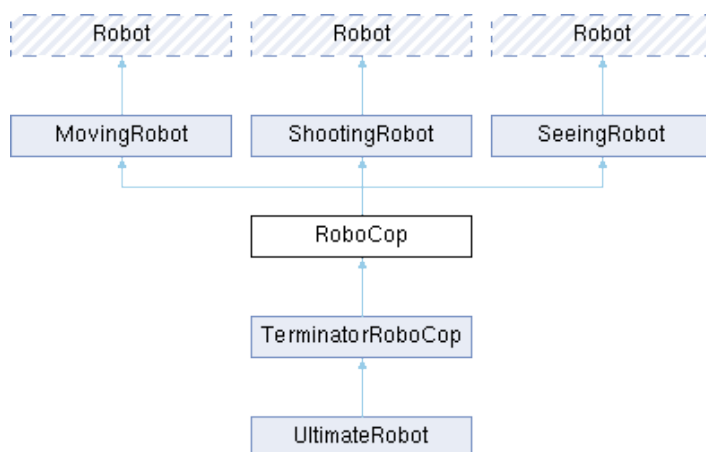 Robot
Robot
Robot
MovingRobot
ShootingRobot
SeeingRobot
RoboCop
TerminatorRoboCop
UltimateRobot